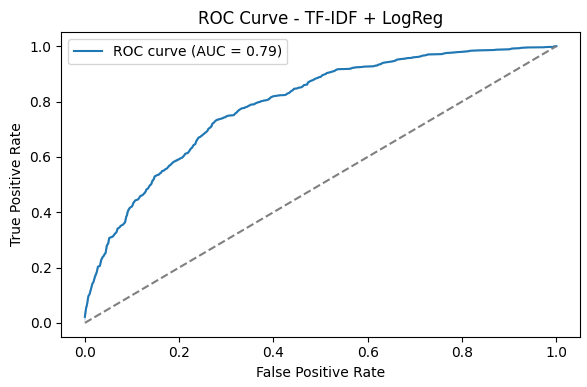 ROC Curve - TF-IDF + LogReg
ROC curve (AUC = 0.79)
True Positive Rate
1.0
0.8
0.6
0.4
0.2
0.0
0.0 0.2 0.4 0.6 0.8 1.0
False Positive Rate